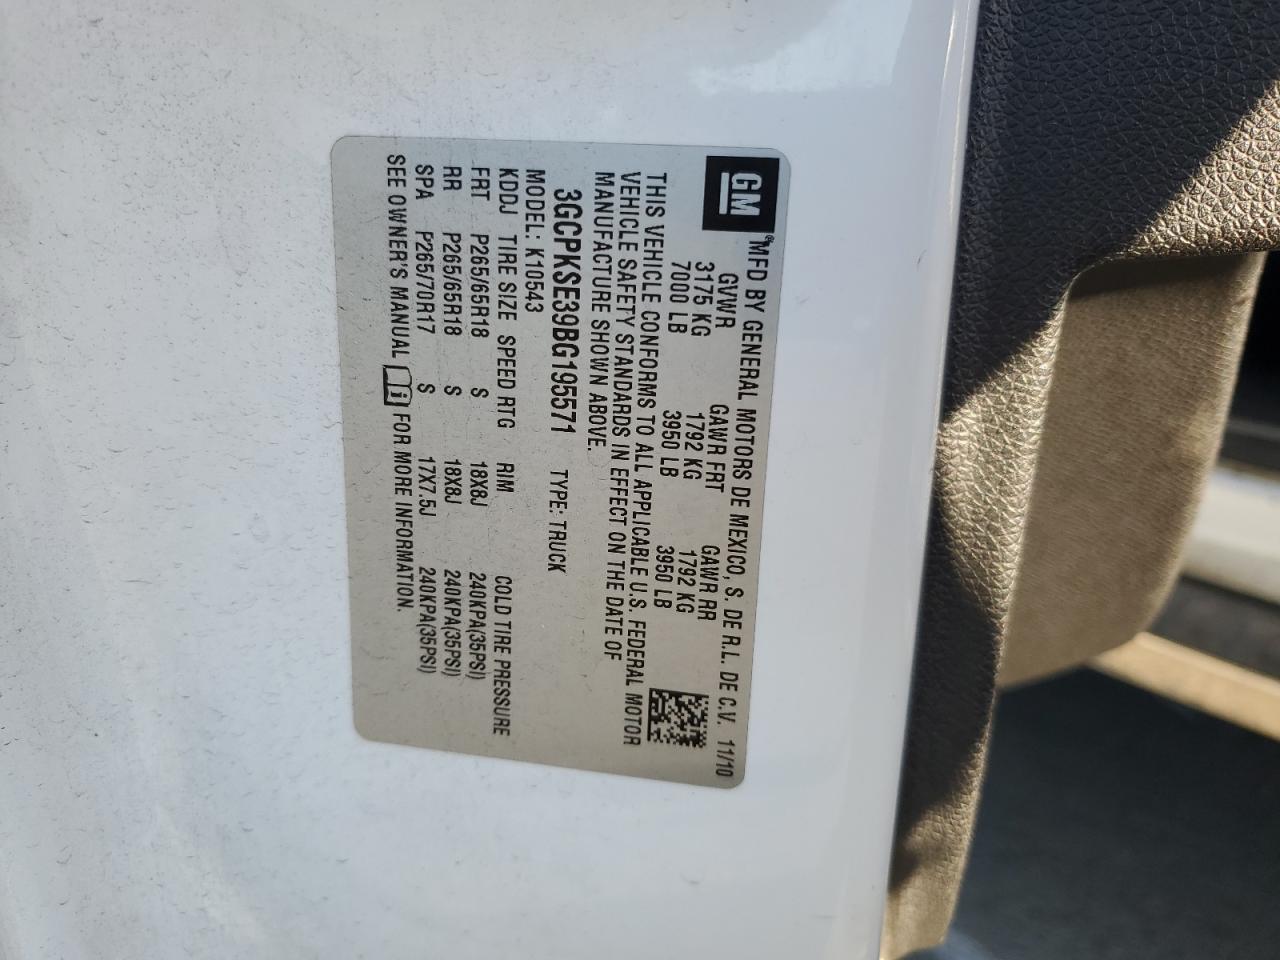 GM
® MFD BY GENERAL MOTORS DE MEXICO, S. DE R.L. DE C.V. 11/10
GVWR GAWR FRT GAWR RR
3175 KG 1792 KG 1792 KG
7000 LB 3950 LB 3950 LB
THIS VEHICLE CONFORMS TO ALL APPLICABLE U.S. FEDERAL MOTOR
VEHICLE SAFETY STANDARDS IN EFFECT ON THE DATE OF
MANUFACTURE SHOWN ABOVE.
3GCPKSE39BG195571 TYPE: TRUCK
MODEL: K10543
KDDJ TIRE SIZE SPEED RTG RIM COLD TIRE PRESSURE
FRT P265/65R18 S 18X8J 240KPA(35PSI)
RR P265/65R18 S 18X8J 240KPA(35PSI)
SPA P265/70R17 S 17X7.5J 240KPA(35PSI)
SEE OWNER'S MANUAL i FOR MORE INFORMATION.